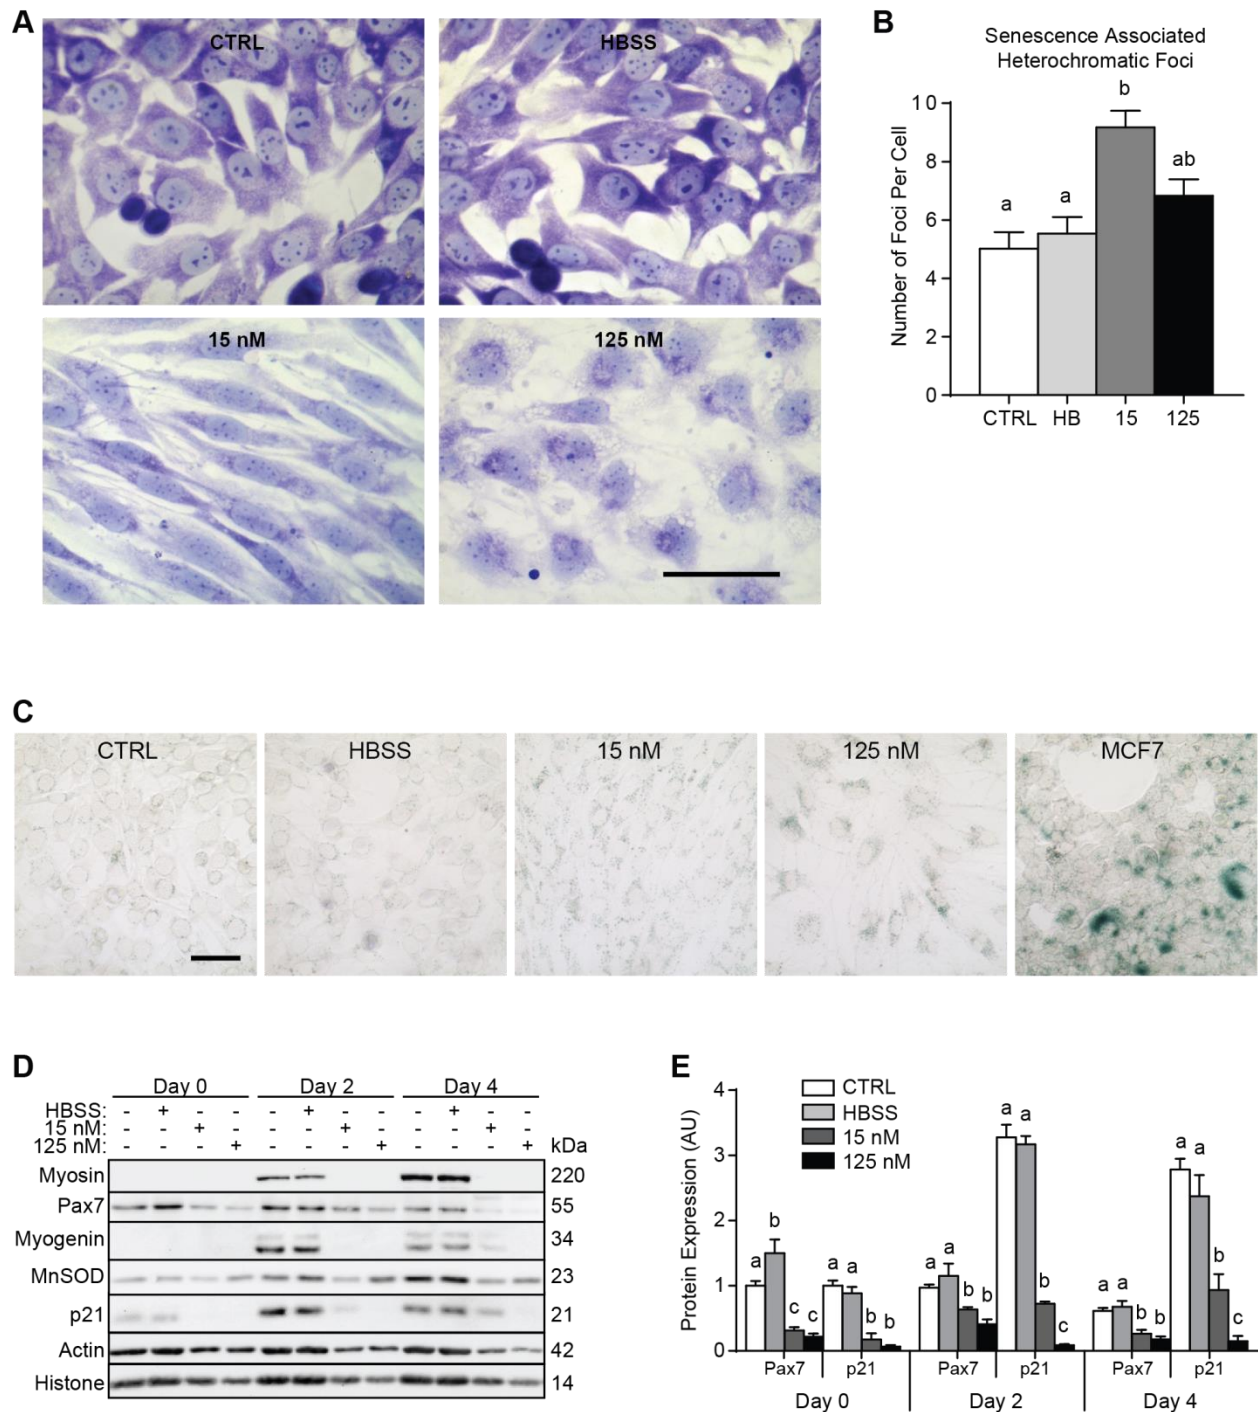 A
CTRL
HBSS
15 nM
125 nM
B
Senescence Associated
Heterochromatic Foci
Number of Foci Per Cell
10
8
6
4
2
0
a
a
b
ab
CTRL HB 15 125
C
CTRL
HBSS
15 nM
125 nM
MCF7
D
Day 0 Day 2 Day 4
HBSS: - + - - - + - - - + - -
15 nM: - - + - - - + - - - + -
125 nM: - - - + - - - + - - - + kDa
Myosin 220
Pax7 55
Myogenin 34
MnSOD 23
p21 21
Actin 42
Histone 14
E
Protein Expression (AU)
4
3
2
1
0
CTRL
HBSS
15 nM
125 nM
a b c c
a a b b
a a b b
a a b c
a a b b
a a b c
Pax7 p21 Pax7 p21 Pax7 p21
Day 0 Day 2 Day 4